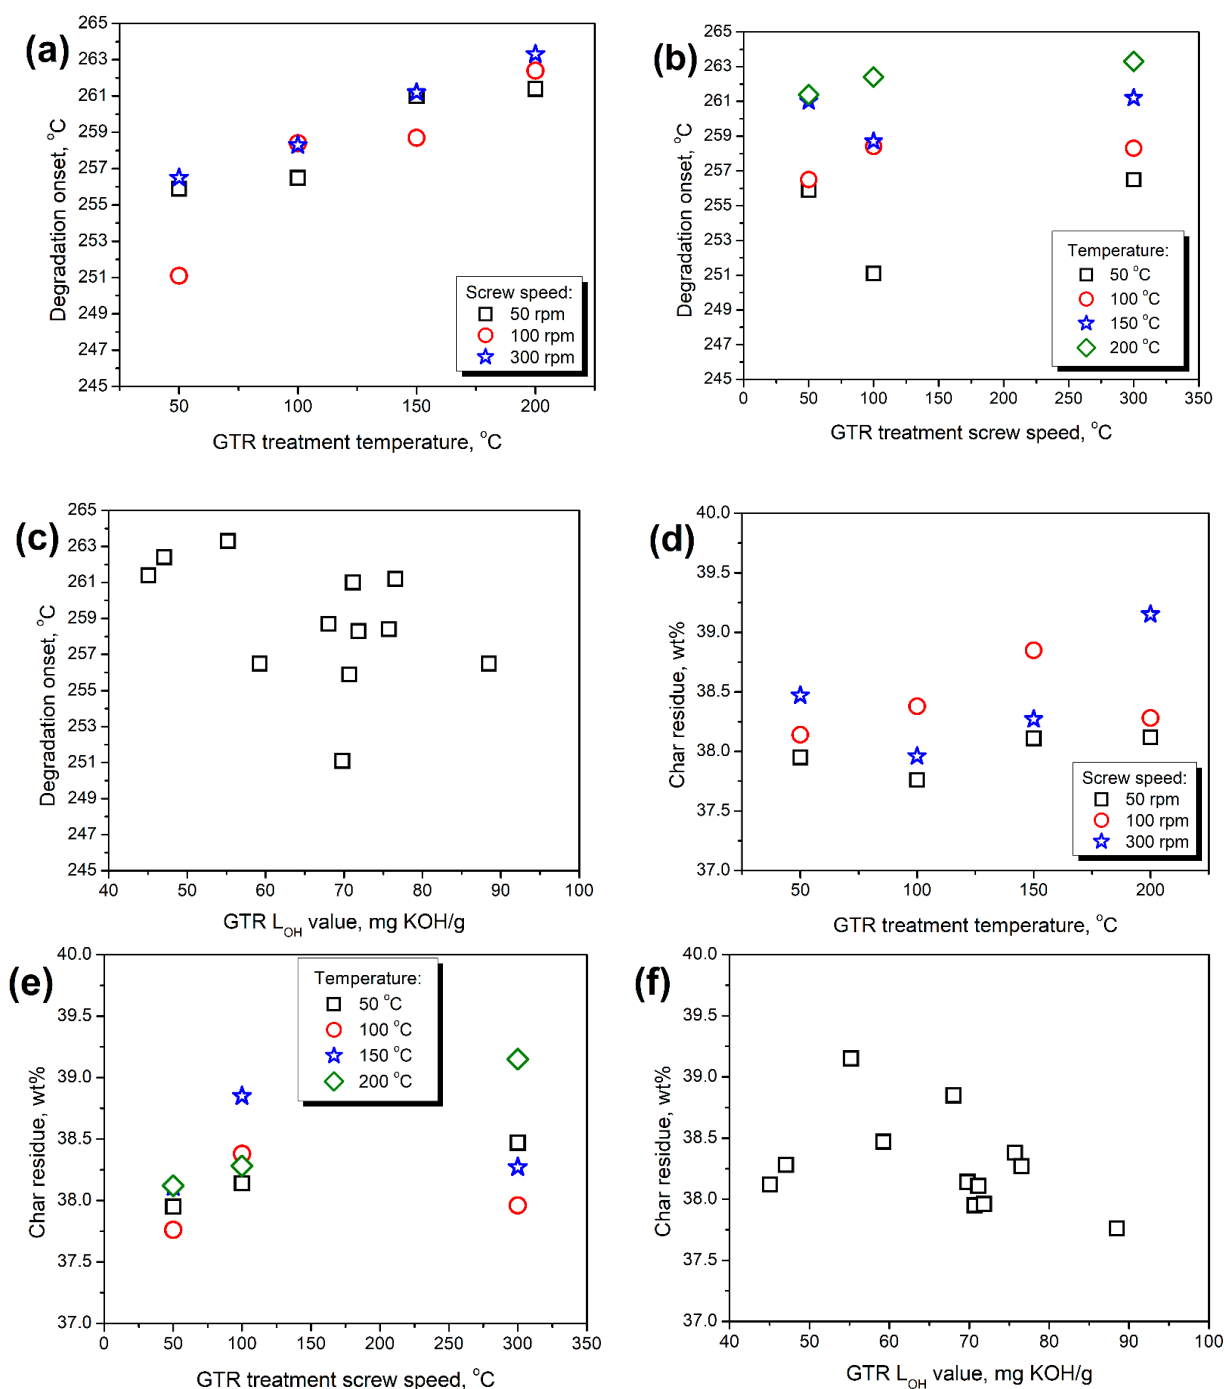 (a)
265
263
261
259
257
255
253
251
249
247
245
Degradation onset, °C
50
100
150
200
GTR treatment temperature, °C
Screw speed:
50 rpm
100 rpm
300 rpm
(b)
265
263
261
259
257
255
253
251
249
247
245
Degradation onset, °C
0
50
100
150
200
250
300
350
GTR treatment screw speed, °C
Temperature:
50 °C
100 °C
150 °C
200 °C
(c)
265
263
261
259
257
255
253
251
249
247
245
Degradation onset, °C
40
50
60
70
80
90
100
GTR LOH value, mg KOH/g
(d)
40.0
39.5
39.0
38.5
38.0
37.5
37.0
Char residue, wt%
50
100
150
200
GTR treatment temperature, °C
Screw speed:
50 rpm
100 rpm
300 rpm
(e)
40.0
39.5
39.0
38.5
38.0
37.5
37.0
Char residue, wt%
0
50
100
150
200
250
300
350
GTR treatment screw speed, °C
Temperature:
50 °C
100 °C
150 °C
200 °C
(f)
40.0
39.5
39.0
38.5
38.0
37.5
37.0
Char residue, wt%
40
50
60
70
80
90
100
GTR LOH value, mg KOH/g